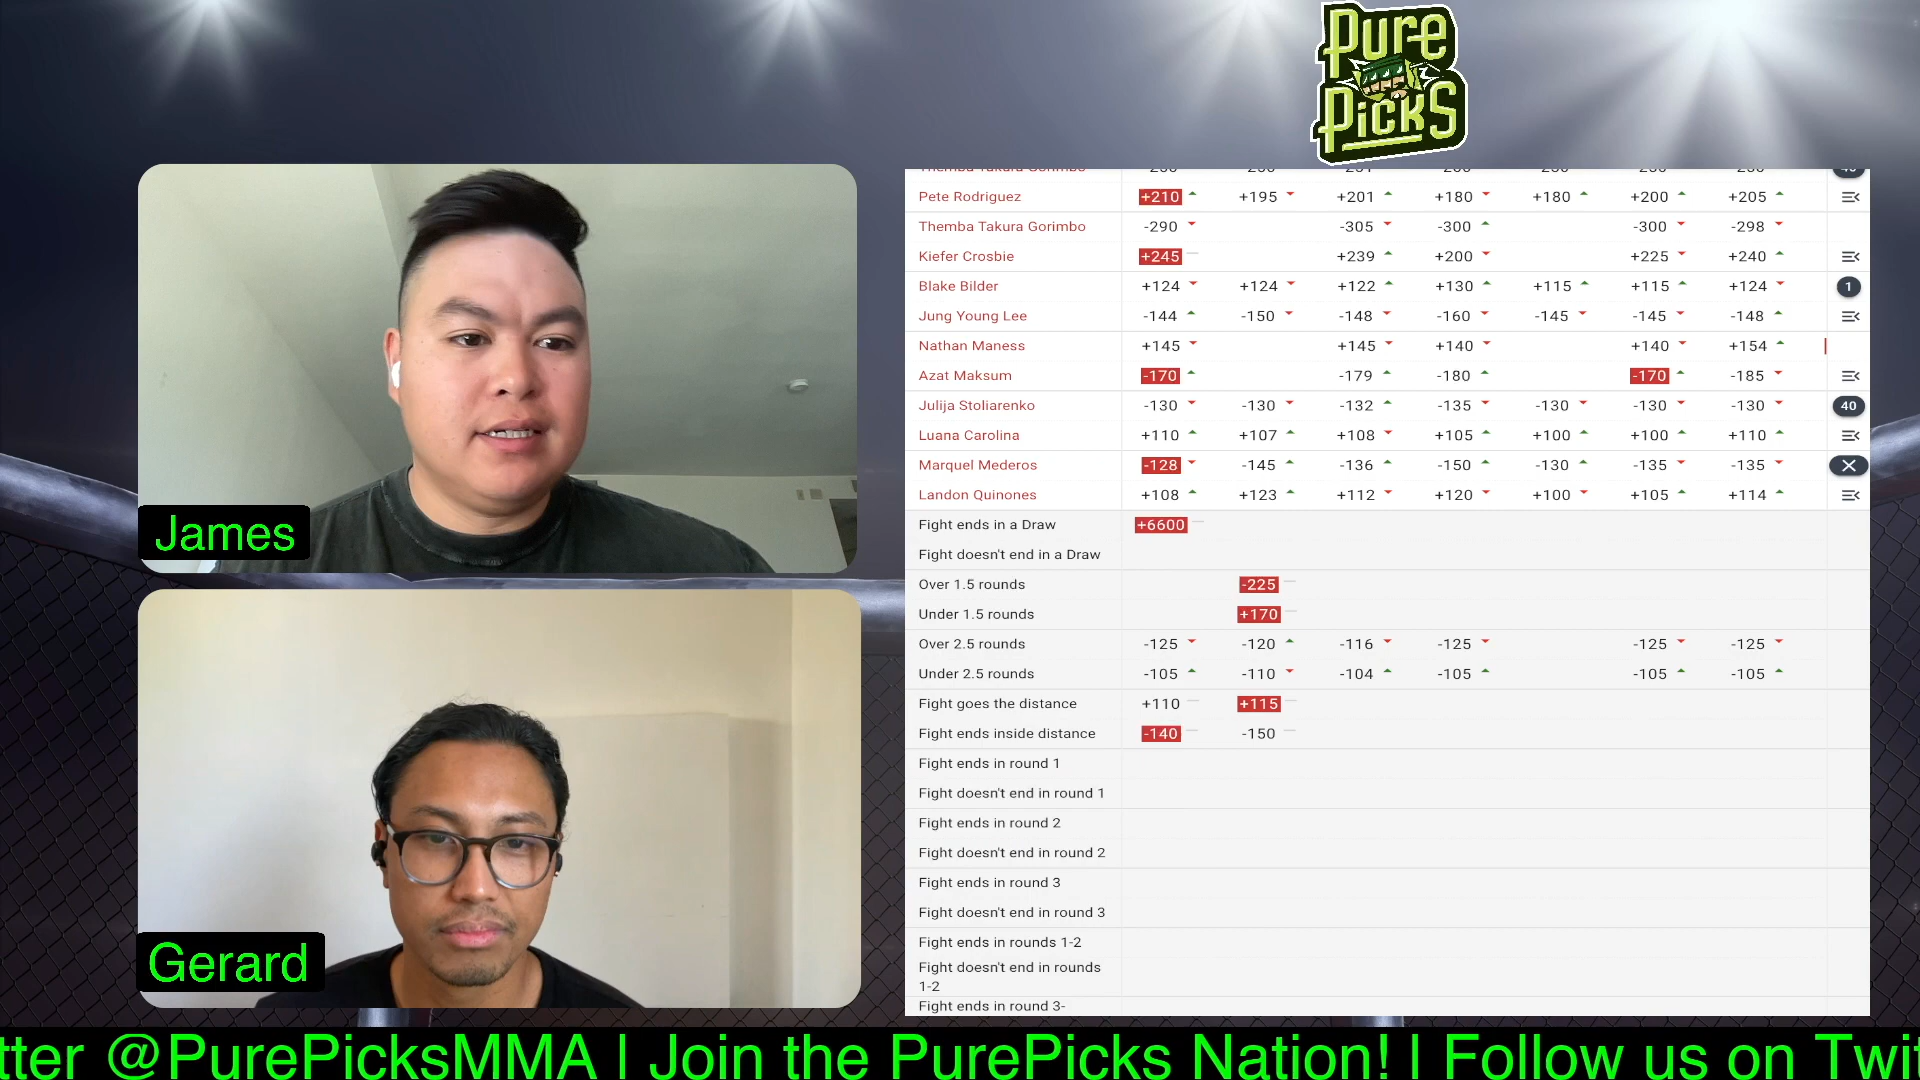 Pure
Picks
Pete Rodriguez +210 +195 +201 +180 +180 +200 +205
Themba Takura Gorimbo -290 -305 -300 -300 -298
Kiefer Crosbie +245 +239 +200 +225 +240
Blake Bilder +124 +124 +122 +130 +115 +115 +124 1
Jung Young Lee -144 -150 -148 -160 -145 -145 -148
Nathan Maness +145 +145 +140 +140 +154
Azat Maksum -170 -179 -180 -170 -185
Julija Stoliarenko -130 -130 -132 -135 -130 -130 -130 40
Luana Carolina +110 +107 +108 +105 +100 +100 +110
Marquel Mederos -128 -145 -136 -150 -130 -135 -135
Landon Quinones +108 +123 +112 +120 +100 +105 +114
Fight ends in a Draw +6600
Fight doesn't end in a Draw
Over 1.5 rounds -225
Under 1.5 rounds +170
Over 2.5 rounds -125 -120 -116 -125 -125 -125
Under 2.5 rounds -105 -110 -104 -105 -105 -105
Fight goes the distance +110 +115
Fight ends inside distance -140 -150
Fight ends in round 1
Fight doesn't end in round 1
Fight ends in round 2
Fight doesn't end in round 2
Fight ends in round 3
Fight doesn't end in round 3
Fight ends in rounds 1-2
Fight doesn't end in rounds
1-2
Fight ends in round 3-
James
Gerard
tter @PurePicksMMA | Join the PurePicks Nation! | Follow us on Twit